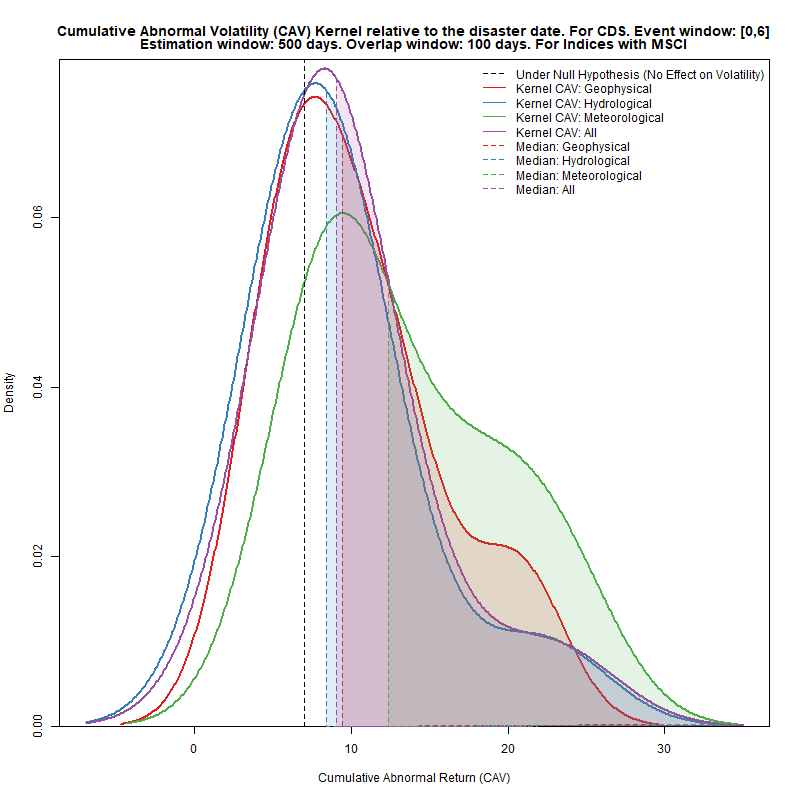 Cumulative Abnormal Volatility (CAV) Kernel relative to the disaster date. For CDS. Event window: [0,6]
Estimation window: 500 days. Overlap window: 100 days. For Indices with MSCI
Under Null Hypothesis (No Effect on Volatility)
Kernel CAV: Geophysical
Kernel CAV: Hydrological
Kernel CAV: Meteorological
Kernel CAV: All
Median: Geophysical
Median: Hydrological
Median: Meteorological
Median: All
Density
0.06
0.04
0.02
0.00
0 10 20 30
Cumulative Abnormal Return (CAV)